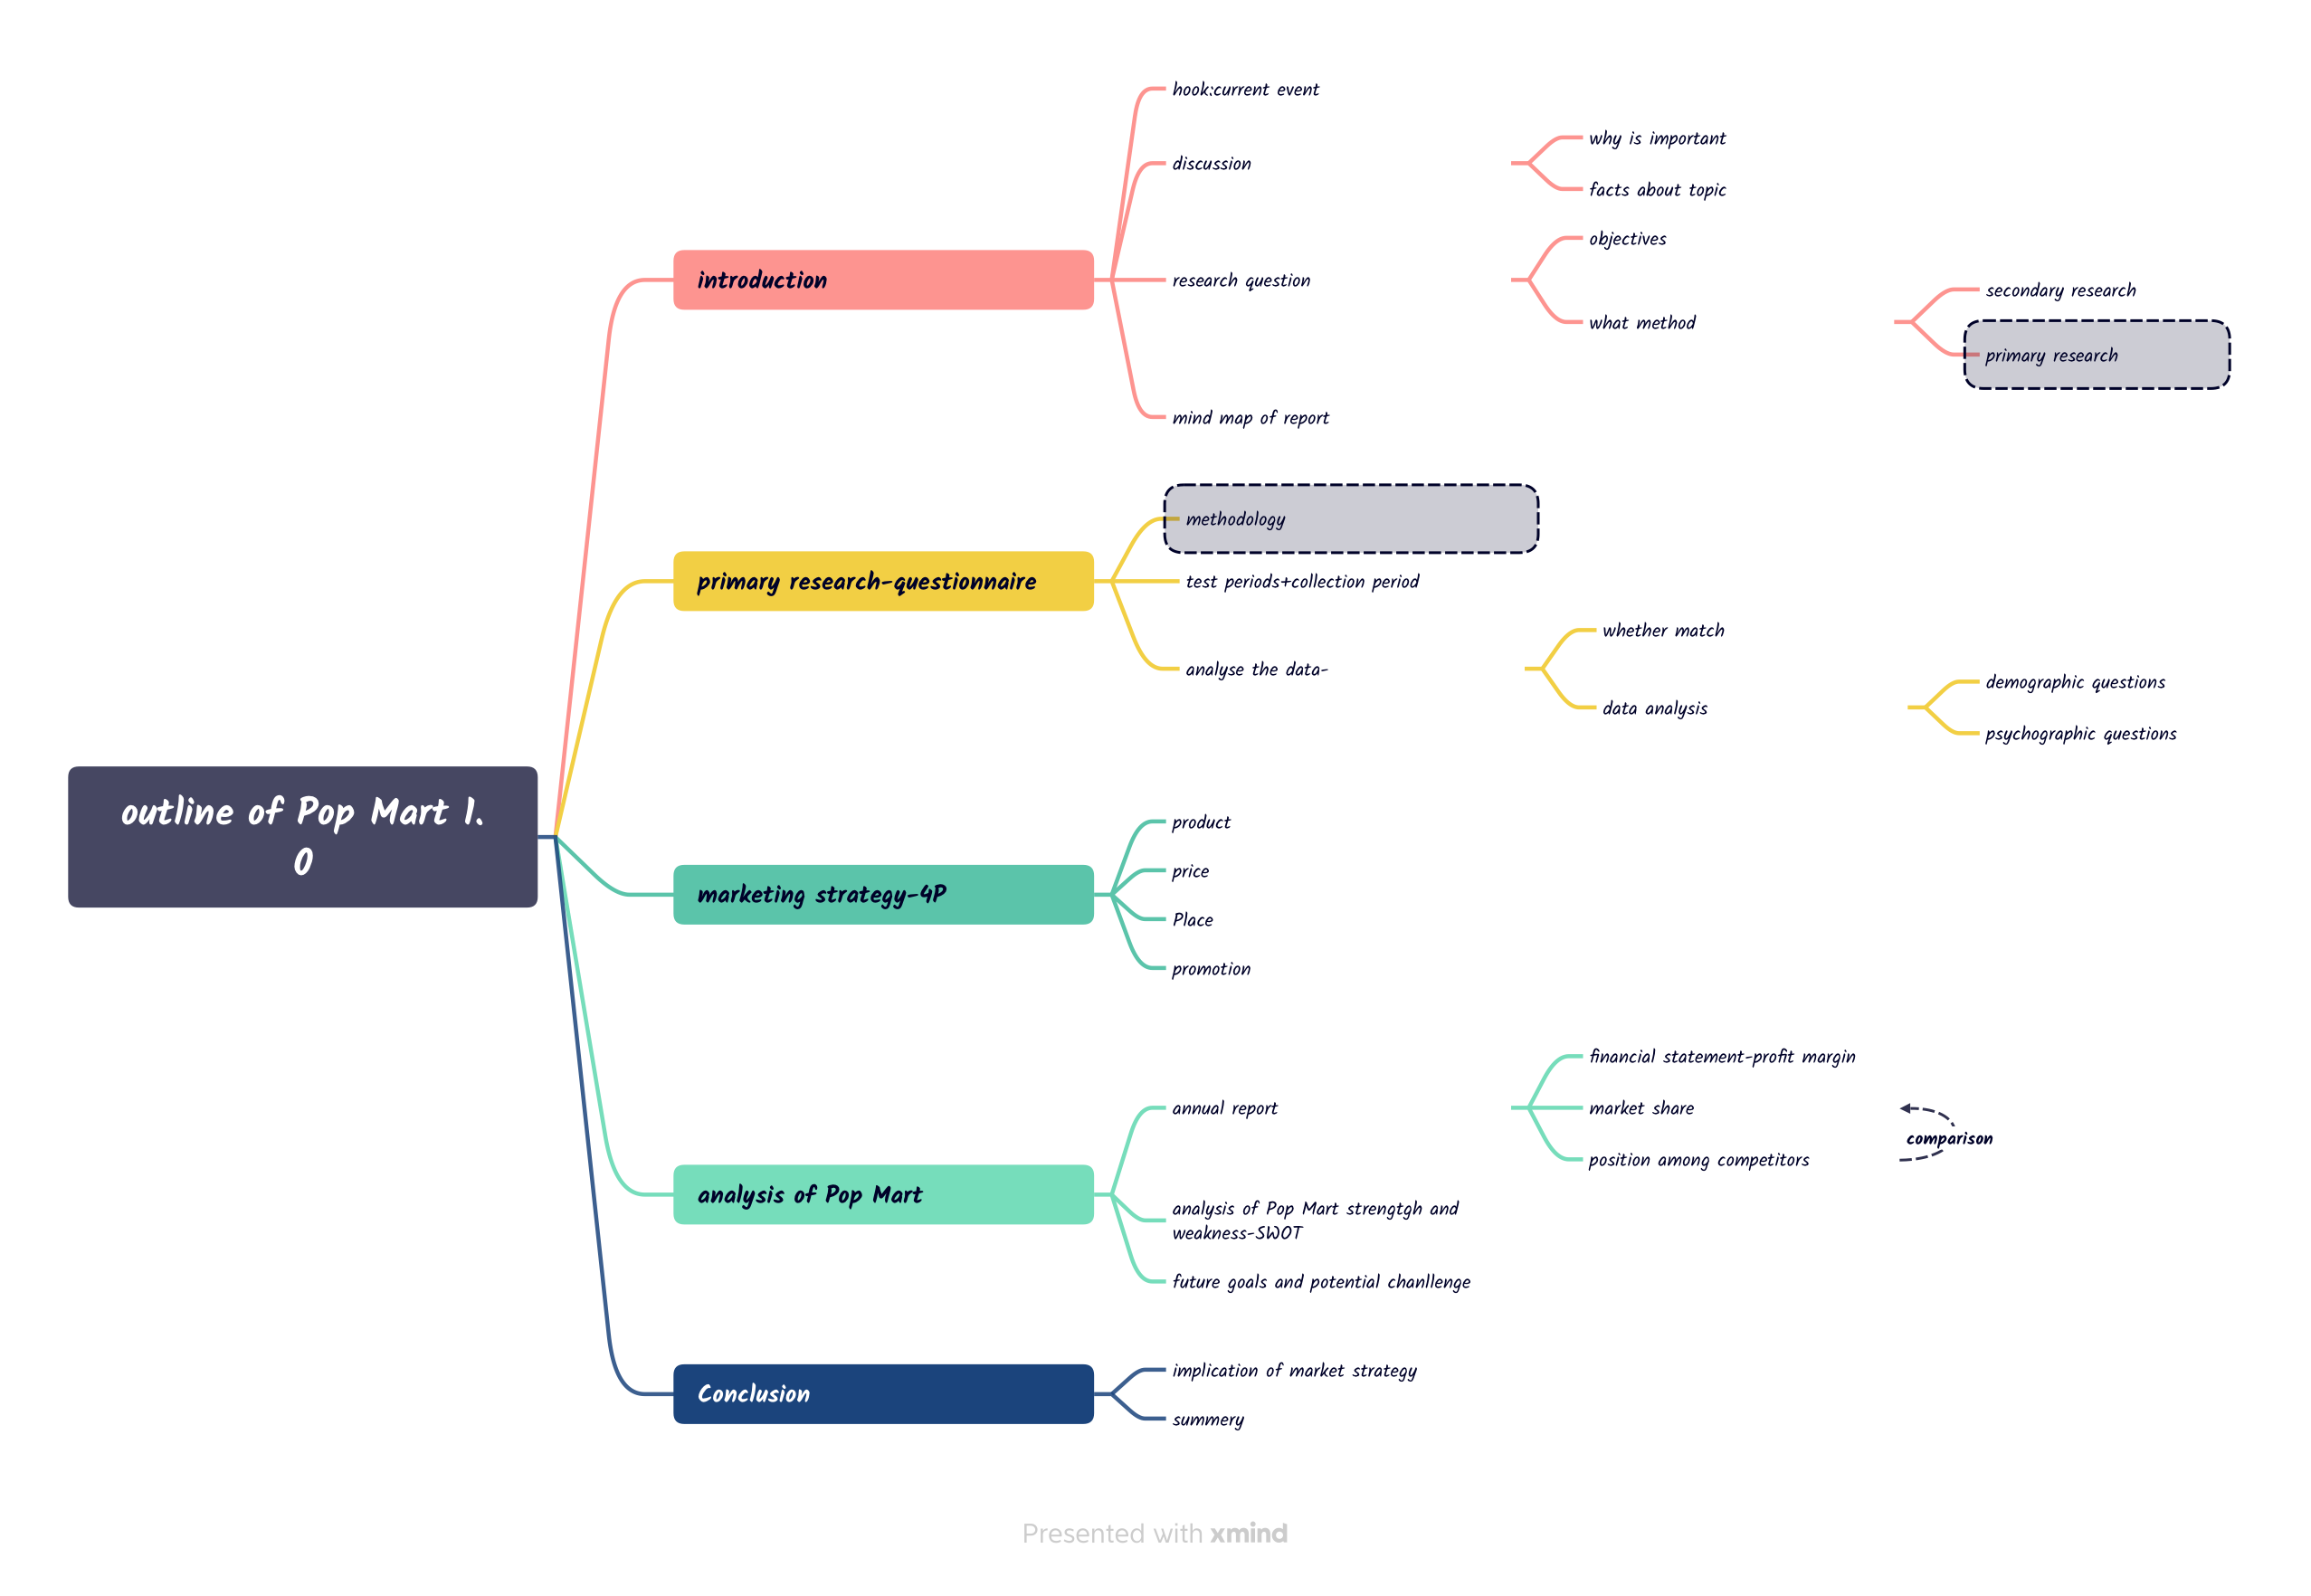 hook:current event
why is important
discussion
facts about topic
objectives
introduction
research question
secondary research
what method
primary research
mind map of report
methodology
primary research-questionnaire
test periods+collection period
whether match
analyse the data-
demographic questions
data analysis
psychographic questions
outline of Pop Mart 1.
0
product
price
marketing strategy-4P
Place
promotion
financial statement-profit margin
annual report
market share
comparison
position among competitors
analysis of Pop Mart
analysis of Pop Mart strengtgh and
weakness-SWOT
future goals and potential chanllenge
implication of market strategy
Conclusion
summery
Presented with xmind